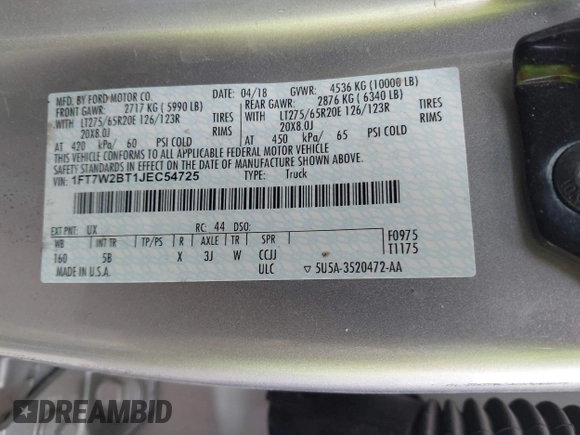 MFD. BY FORD MOTOR CO.
04/18 GVWR: 4536 KG (10000 LB)
FRONT GAWR: 2717 KG (5990 LB)
REAR GAWR: 2876 KG (6340 LB)
WITH LT275/65R20E 126/123R TIRES
WITH LT275/65R20E 126/123R TIRES
20X8.0J RIMS
20X8.0J RIMS
AT 420 kPa/ 60 PSI COLD
AT 450 kPa/ 65 PSI COLD
THIS VEHICLE CONFORMS TO ALL APPLICABLE FEDERAL MOTOR VEHICLE
SAFETY STANDARDS IN EFFECT ON THE DATE OF MANUFACTURE SHOWN ABOVE.
VIN: 1FT7W2BT1JEC54725 TYPE: Truck
EXT PNT: UX RC: 44 DSO: F0975
WB INT TR TP/PS R AXLE TR SPR T1175
160 5B X 3J W CCJJ
MADE IN U.S.A. ULC ▽ 5U5A-3520472-AA
DREAMBID